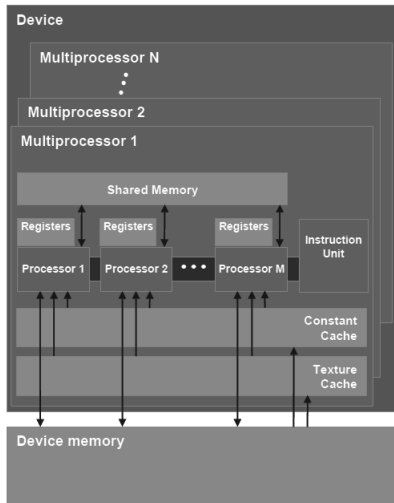 Device
Multiprocessor N
Multiprocessor 2
Multiprocessor 1
Shared Memory
Registers Registers Registers
Instruction
Unit
Processor 1 Processor 2 Processor M
Constant
Cache
Texture
Cache
Device memory